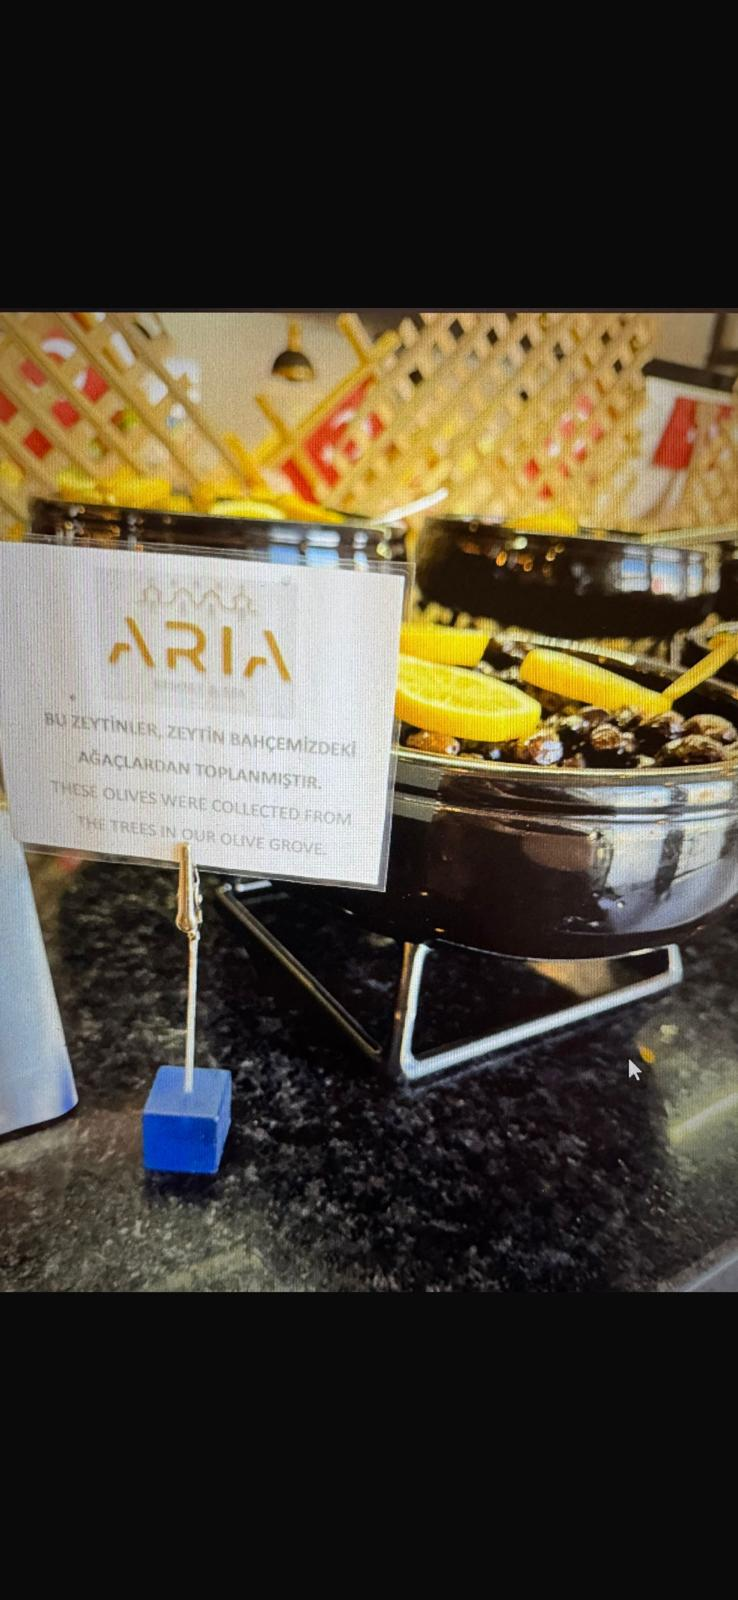 ARIA
BU ZEYTİNLER, ZEYTİN BAHÇEMİZDEKİ
AĞAÇLARDAN TOPLANMIŞTIR.
THESE OLIVES WERE COLLECTED FROM
THE TREES IN OUR OLIVE GROVE.